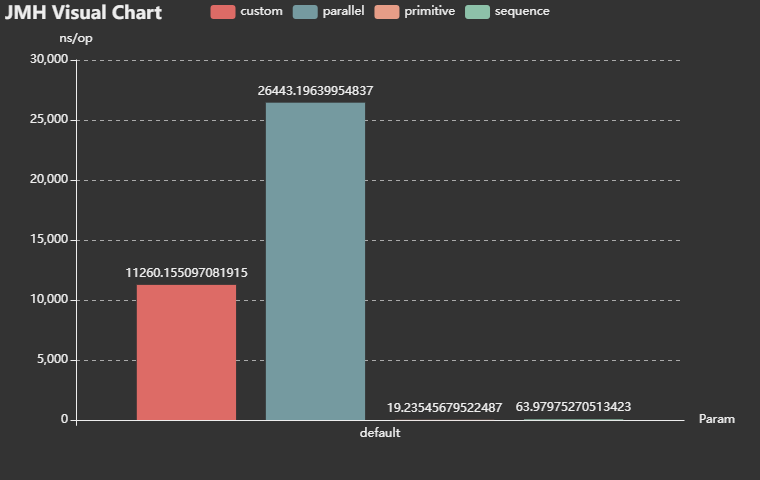 JMH Visual Chart
custom
parallel
primitive
sequence
ns/op
30,000
25,000
20,000
15,000
10,000
5,000
0
26443.19639954837
11260.155097081915
19.23545679522487
63.97975270513423
Param
default